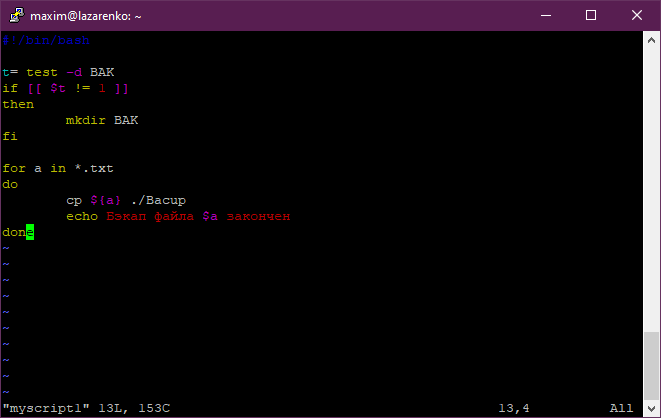 maxim@lazarenko: ~
#!/bin/bash
t= test -d BAK
if [[ $t != 1 ]]
then
mkdir BAK
fi
for a in *.txt
do
cp ${a} ./Bacup
echo Бэкап файла $a закончен
done
~
~
~
~
~
~
~
~
~
~
"myscript1" 13L, 153C 13,4 All